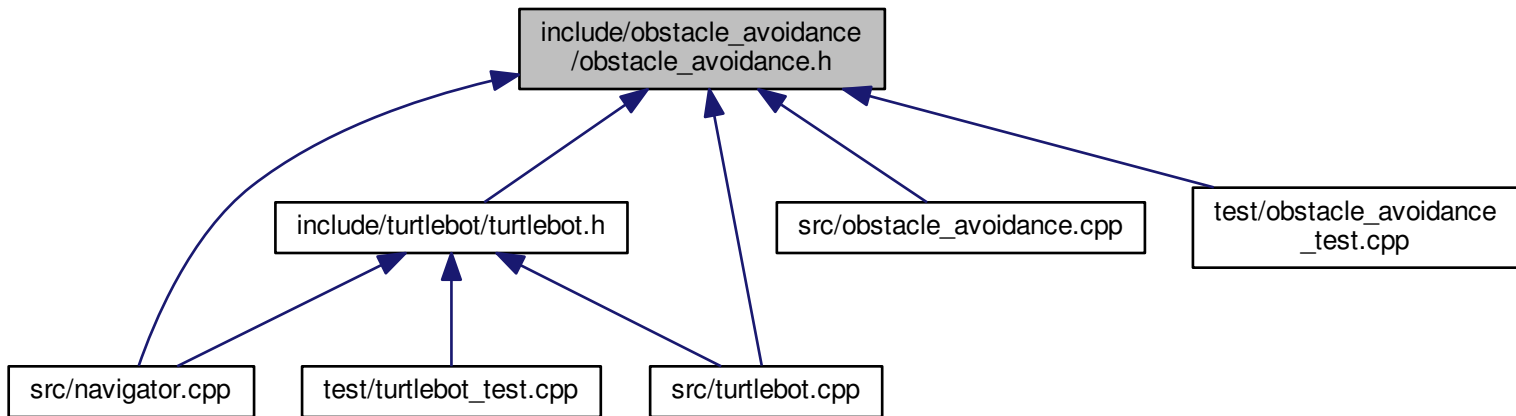 include/obstacle_avoidance
/obstacle_avoidance.h
include/turtlebot/turtlebot.h
src/obstacle_avoidance.cpp
test/obstacle_avoidance
_test.cpp
src/navigator.cpp
test/turtlebot_test.cpp
src/turtlebot.cpp